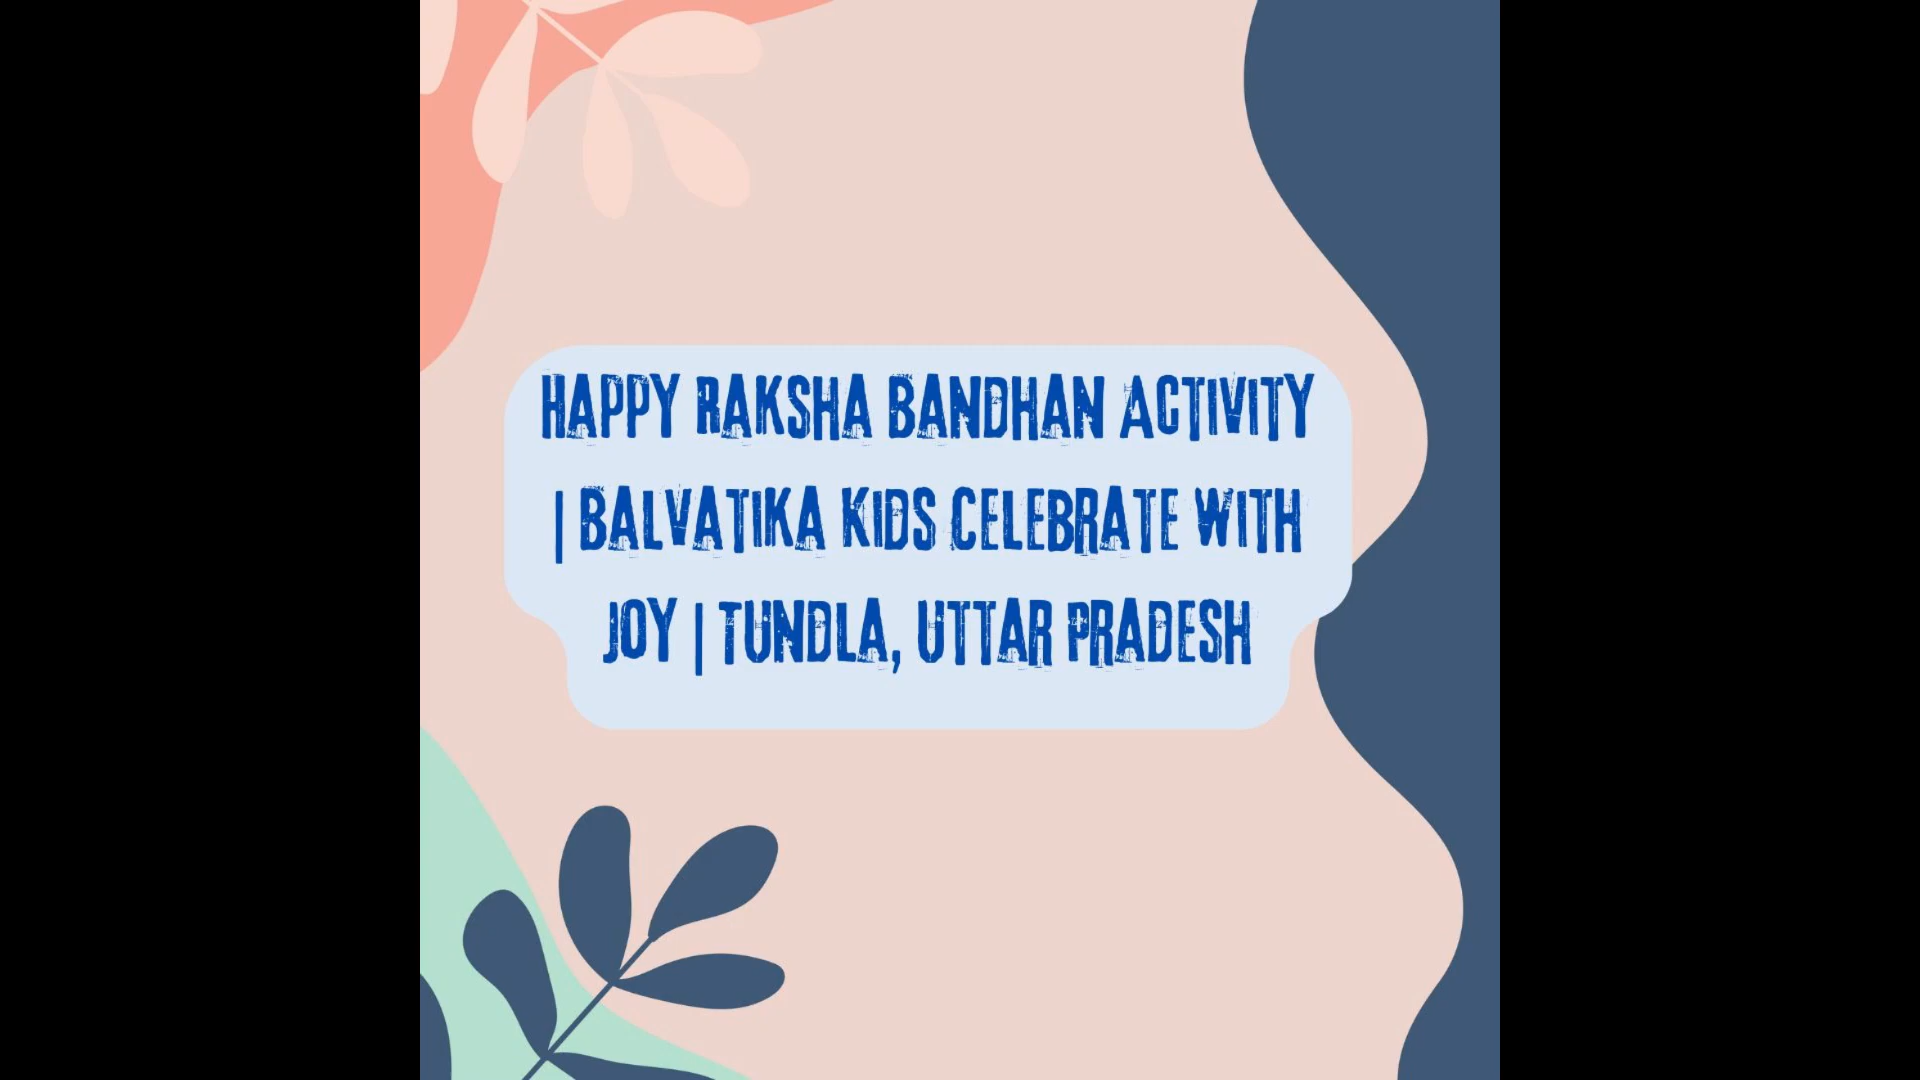 HAPPY RAKSHA BANDHAN ACTIVITY
| BALVATIKA KIDS CELEBRATE WITH
JOY | TUNDLA, UTTAR PRADESH